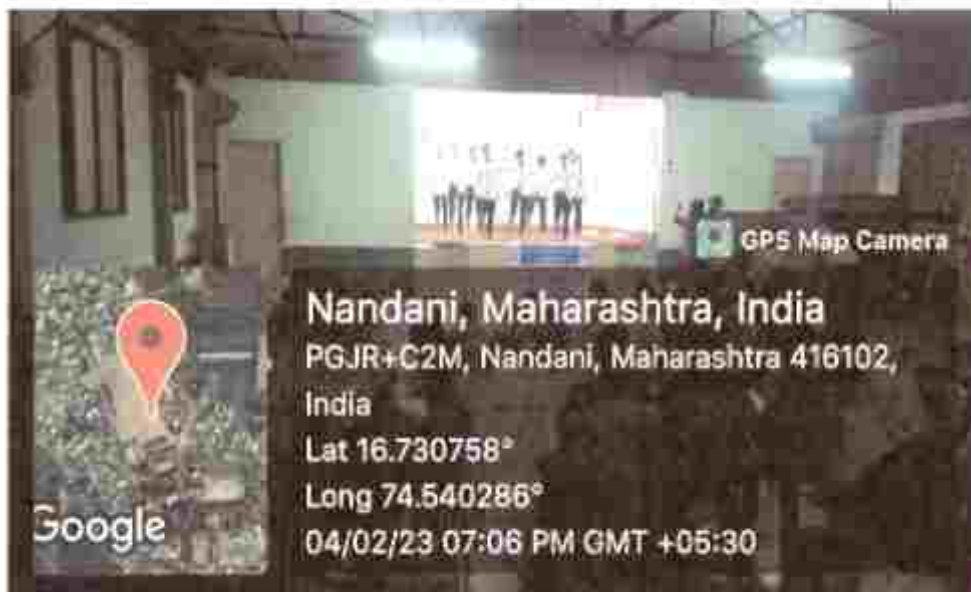 GPS Map Camera
Nandani, Maharashtra, India
PGJR+C2M, Nandani, Maharashtra 416102,
India
Lat 16.730758°
Long 74.540286°
04/02/23 07:06 PM GMT +05:30
Google